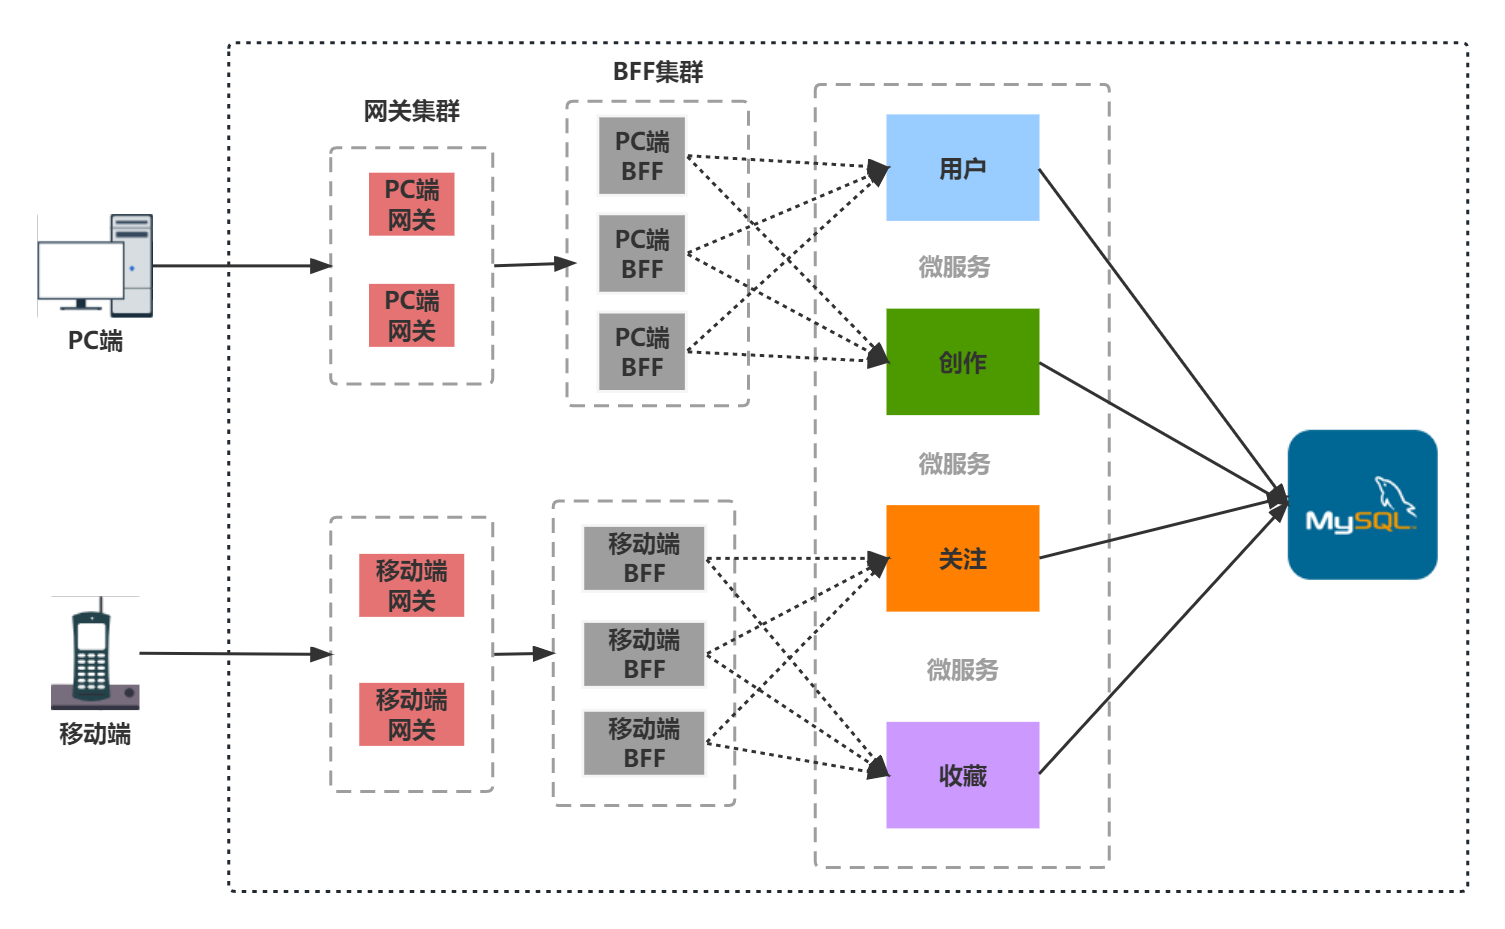 BFF集群
网关集群
PC端
网关
PC端
网关
PC端
BFF
PC端
BFF
PC端
BFF
用户
微服务
创作
微服务
关注
微服务
收藏
PC端
移动端
网关
移动端
网关
移动端
BFF
移动端
BFF
移动端
BFF
移动端
MySQL